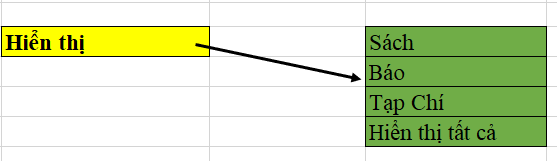 Hiển thị
Sách
Báo
Tạp Chí
Hiển thị tất cả